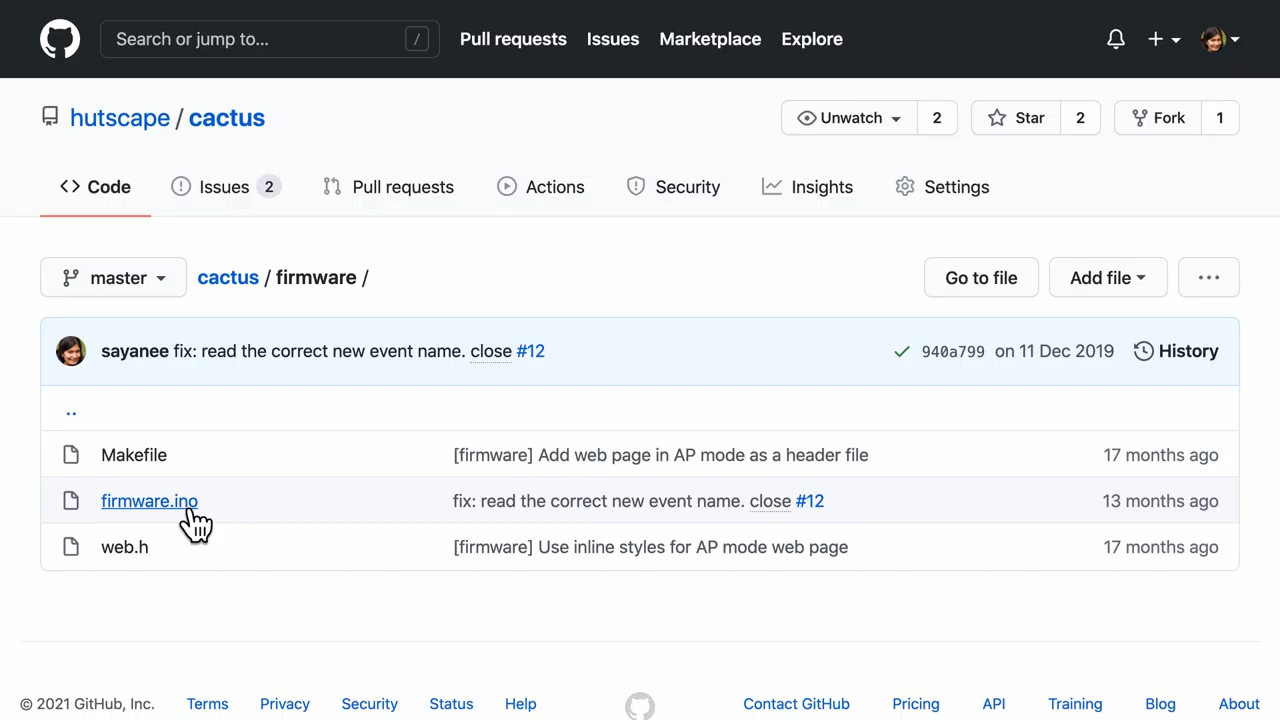 Search or jump to... / Pull requests Issues Marketplace Explore
hutscape / cactus Unwatch 2 Star 2 Fork 1
Code Issues 2 Pull requests Actions Security Insights Settings
master cactus / firmware / Go to file Add file ...
sayanee fix: read the correct new event name. close #12 940a799 on 11 Dec 2019 History
..
Makefile [firmware] Add web page in AP mode as a header file 17 months ago
firmware.ino fix: read the correct new event name. close #12 13 months ago
web.h [firmware] Use inline styles for AP mode web page 17 months ago
© 2021 GitHub, Inc. Terms Privacy Security Status Help Contact GitHub Pricing API Training Blog About